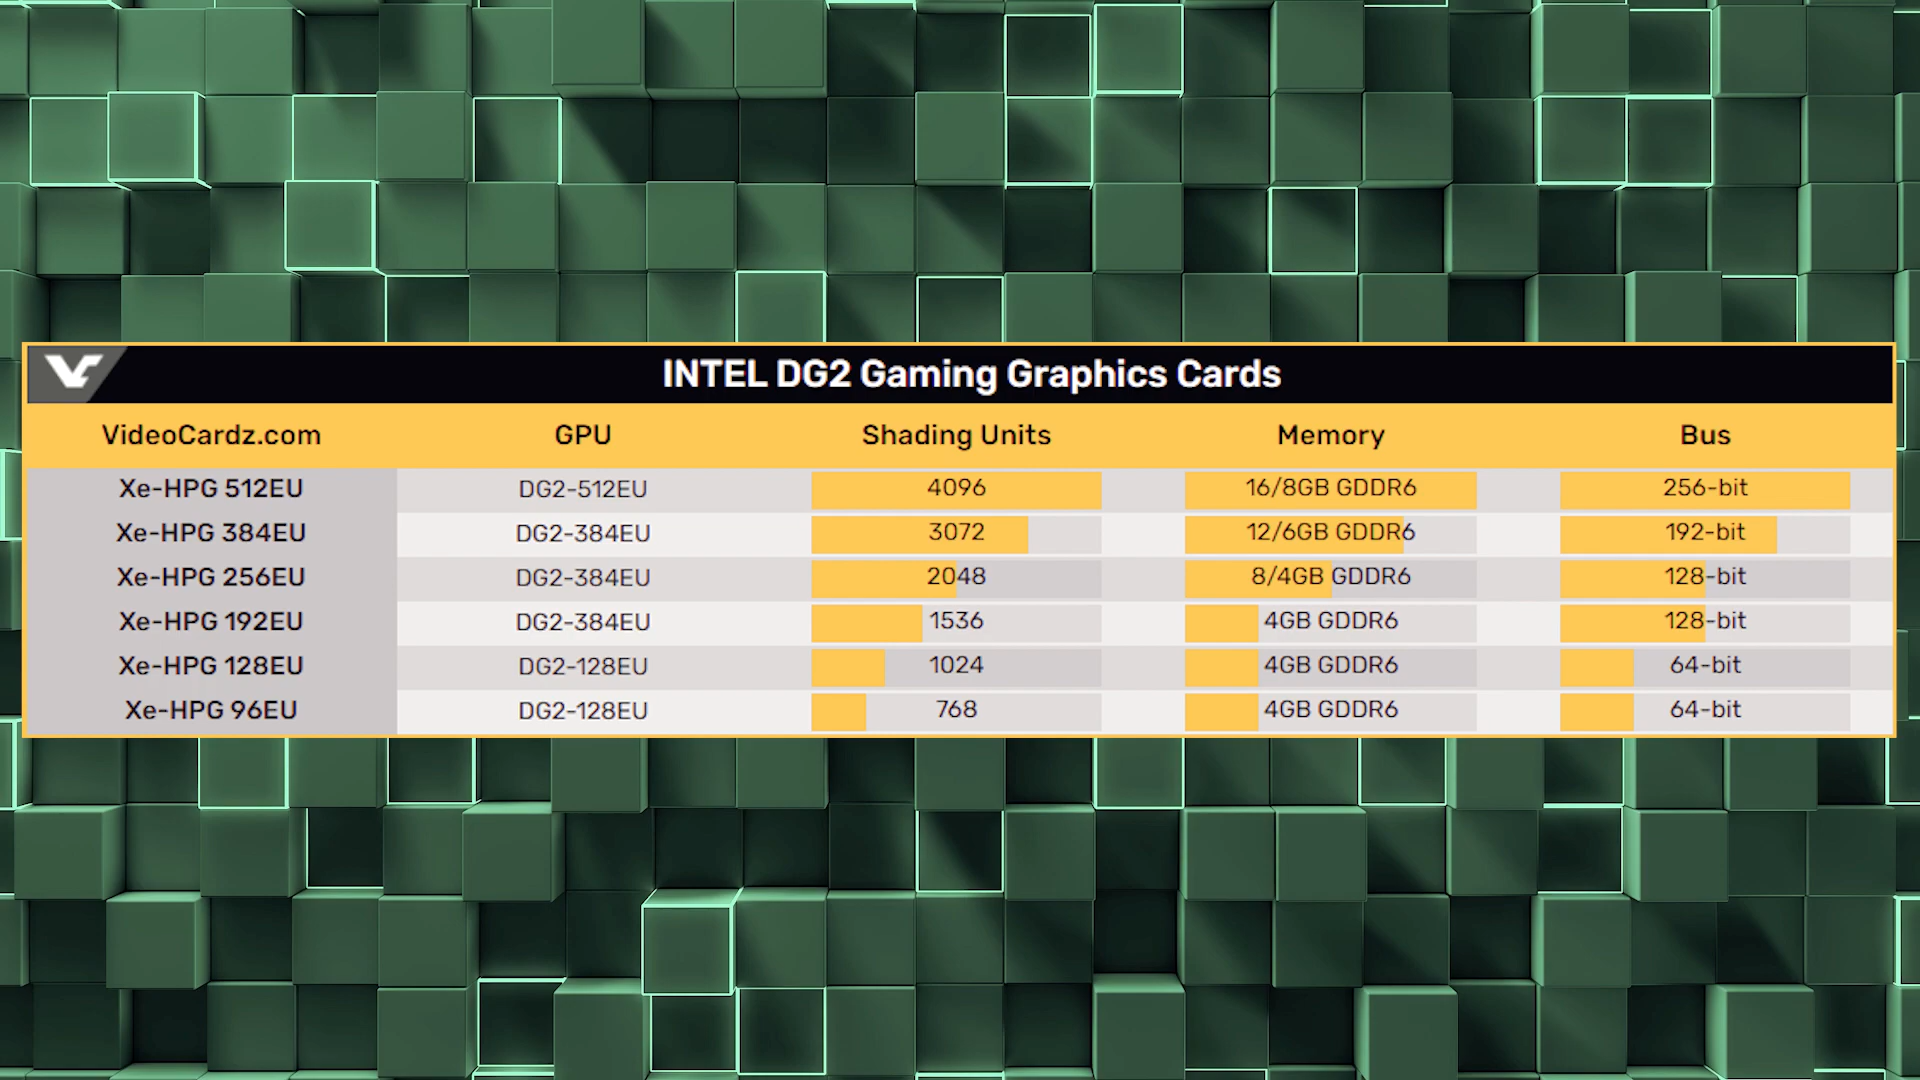 INTEL DG2 Gaming Graphics Cards
VideoCardz.com GPU Shading Units Memory Bus
Xe-HPG 512EU DG2-512EU 4096 16/8GB GDDR6 256-bit
Xe-HPG 384EU DG2-384EU 3072 12/6GB GDDR6 192-bit
Xe-HPG 256EU DG2-384EU 2048 8/4GB GDDR6 128-bit
Xe-HPG 192EU DG2-384EU 1536 4GB GDDR6 128-bit
Xe-HPG 128EU DG2-128EU 1024 4GB GDDR6 64-bit
Xe-HPG 96EU DG2-128EU 768 4GB GDDR6 64-bit